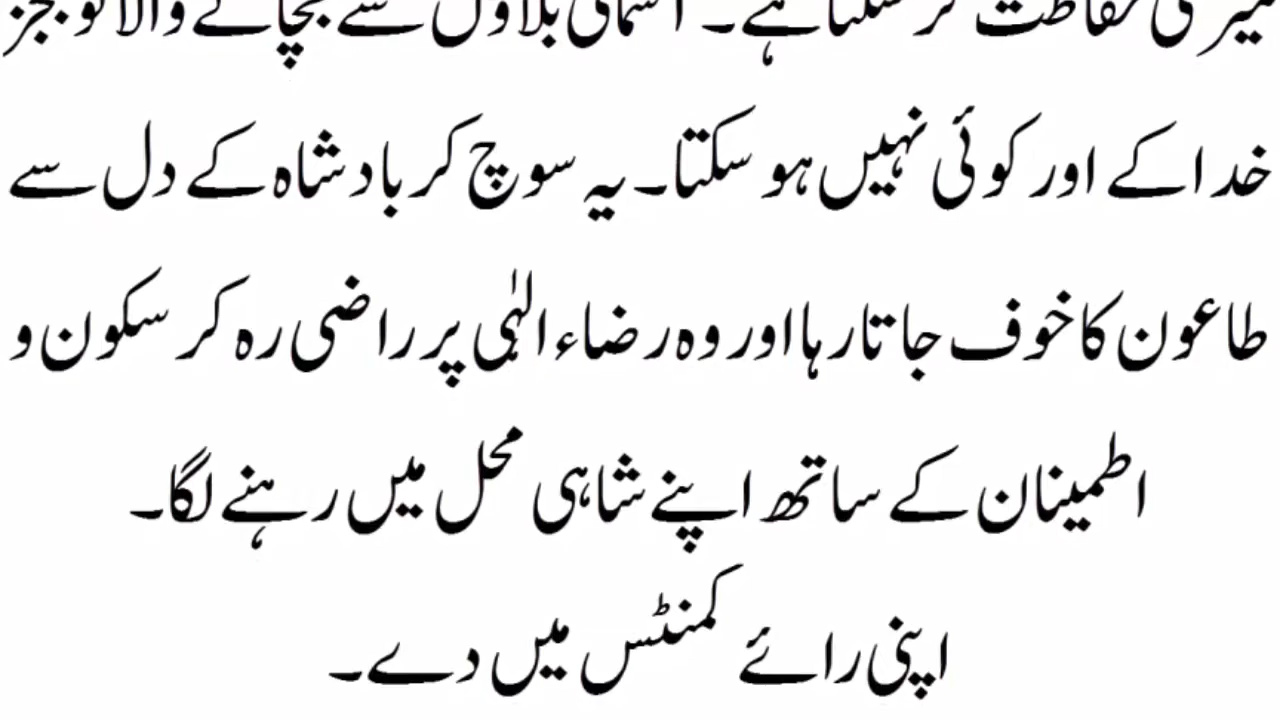 میری حفاظت کر سکتا ہے۔ آسمانی بلاؤں سے بچانے والا تو بجز
خدا کے اور کوئی نہیں ہو سکتا۔ یہ سوچ کر بادشاہ کے دل سے
طاعون کا خوف جاتا رہا اور وہ رضاء الٰہی پر راضی رہ کر سکون و
اطمینان کے ساتھ اپنے شاہی محل میں رہنے لگا۔
اپنی رائے کمنٹس میں دے۔